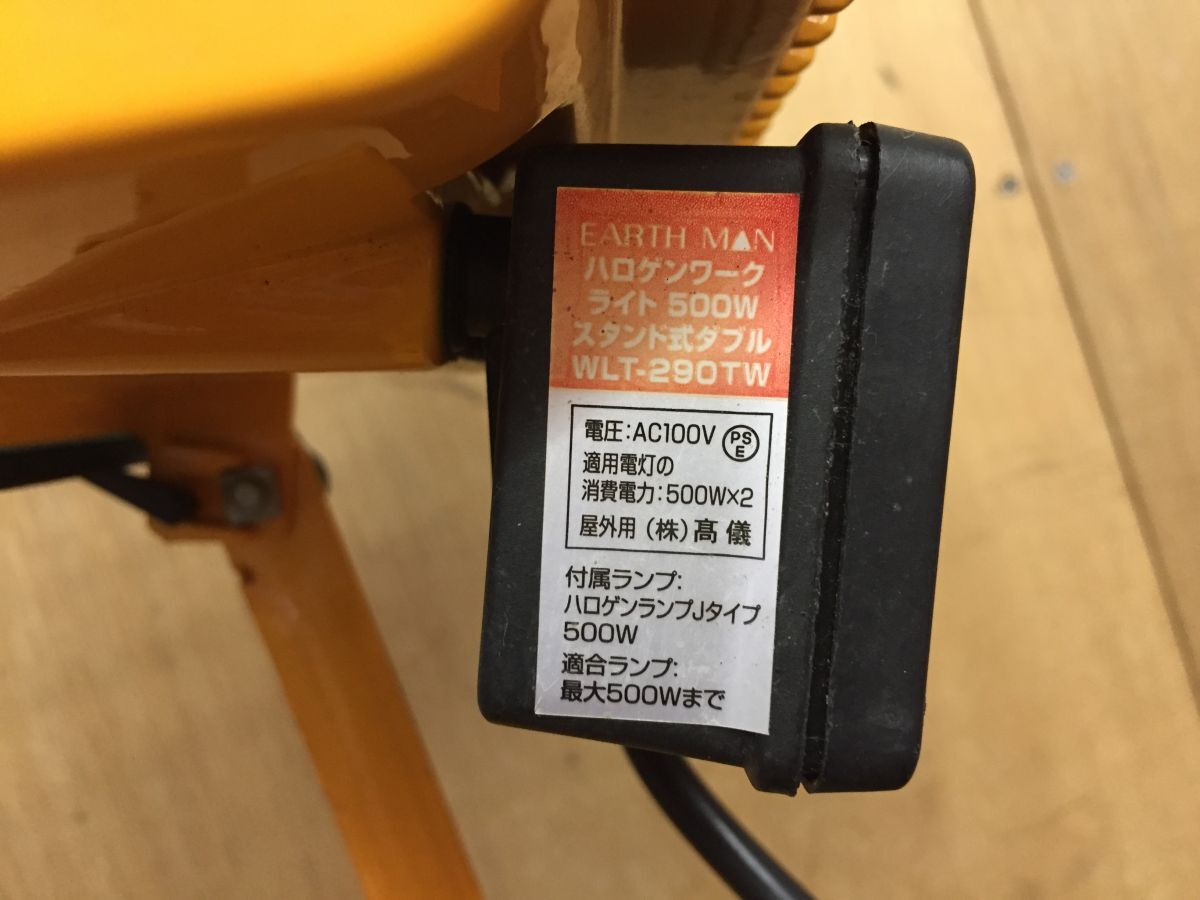 EARTH MAN
ハロゲンワーク
ライト 500W
スタンド式ダブル
WLT-290TW
電圧:AC100V PSE
適用電灯の
消費電力:500W×2
屋外用 (株)髙儀
付属ランプ:
ハロゲンランプJタイプ
500W
適合ランプ:
最大500Wまで